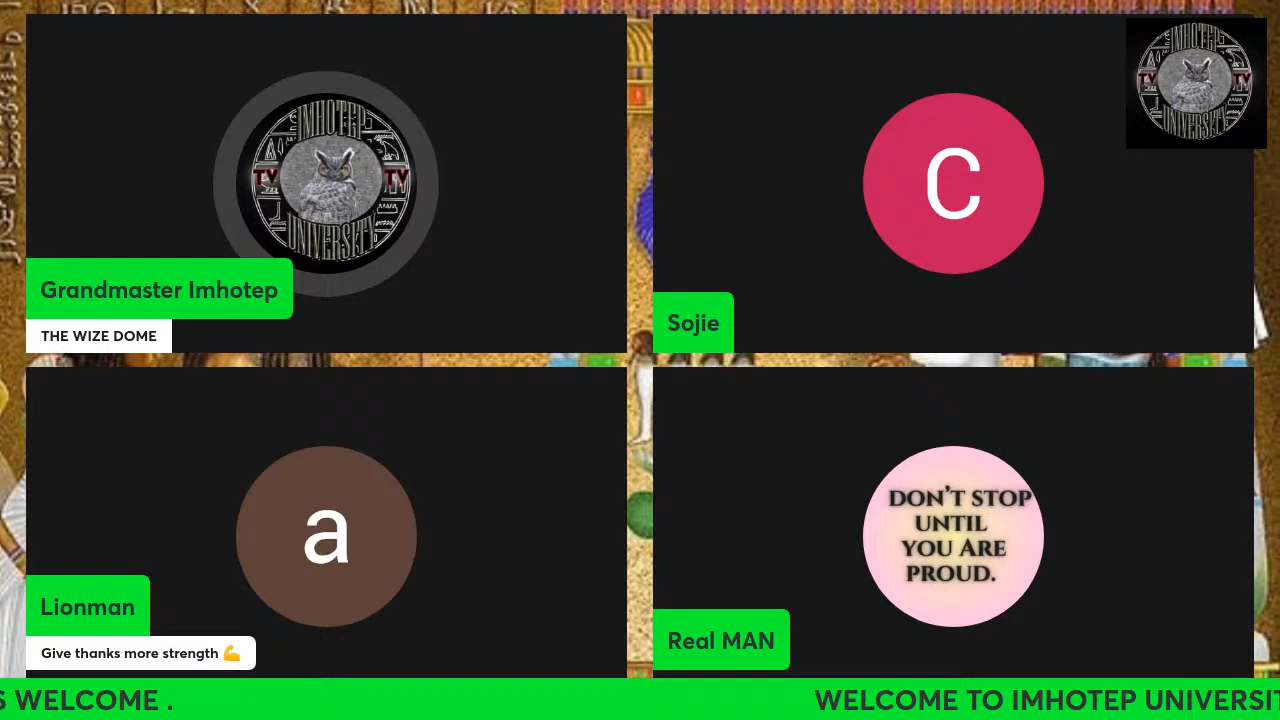 IMHOTEP
TV TV
UNIVERSITY
Grandmaster Imhotep
THE WIZE DOME
C
IMHOTEP
TV TV
UNIVERSITY
Sojie
a
Lionman
Give thanks more strength 💪
DON'T STOP
UNTIL
YOU ARE
PROUD.
Real MAN
S WELCOME . WELCOME TO IMHOTEP UNIVERSIT